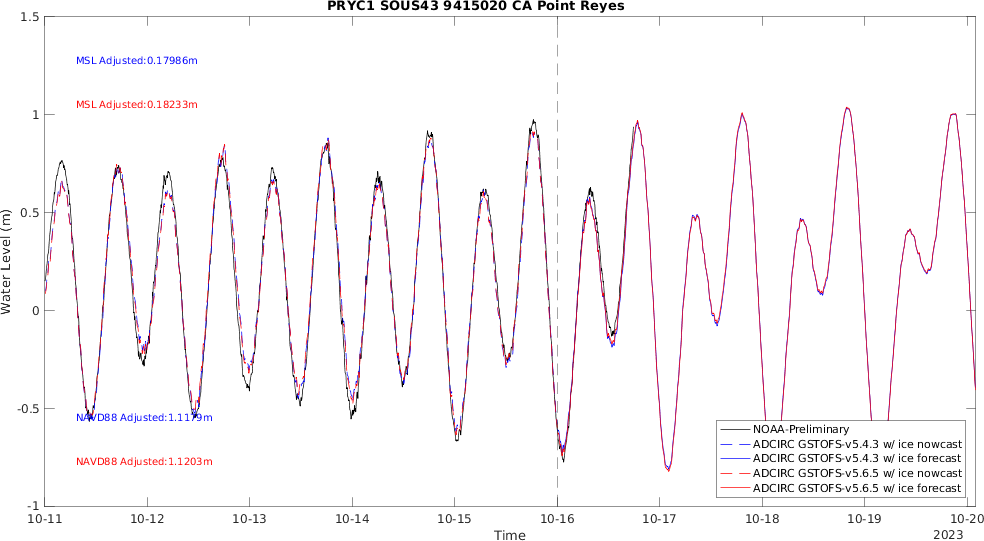 PRYC1 SOUS43 9415020 CA Point Reyes
1.5
MSL Adjusted:0.17986m
MSL Adjusted:0.18233m
1
0.5
0
-0.5
-1
Water Level (m)
NAVD88 Adjusted:1.1179m
NAVD88 Adjusted:1.1203m
NOAA-Preliminary
ADCIRC GSTOFS-v5.4.3 w/ ice nowcast
ADCIRC GSTOFS-v5.4.3 w/ ice forecast
ADCIRC GSTOFS-v5.6.5 w/ ice nowcast
ADCIRC GSTOFS-v5.6.5 w/ ice forecast
10-11 10-12 10-13 10-14 10-15 10-16 10-17 10-18 10-19 10-20
Time
2023